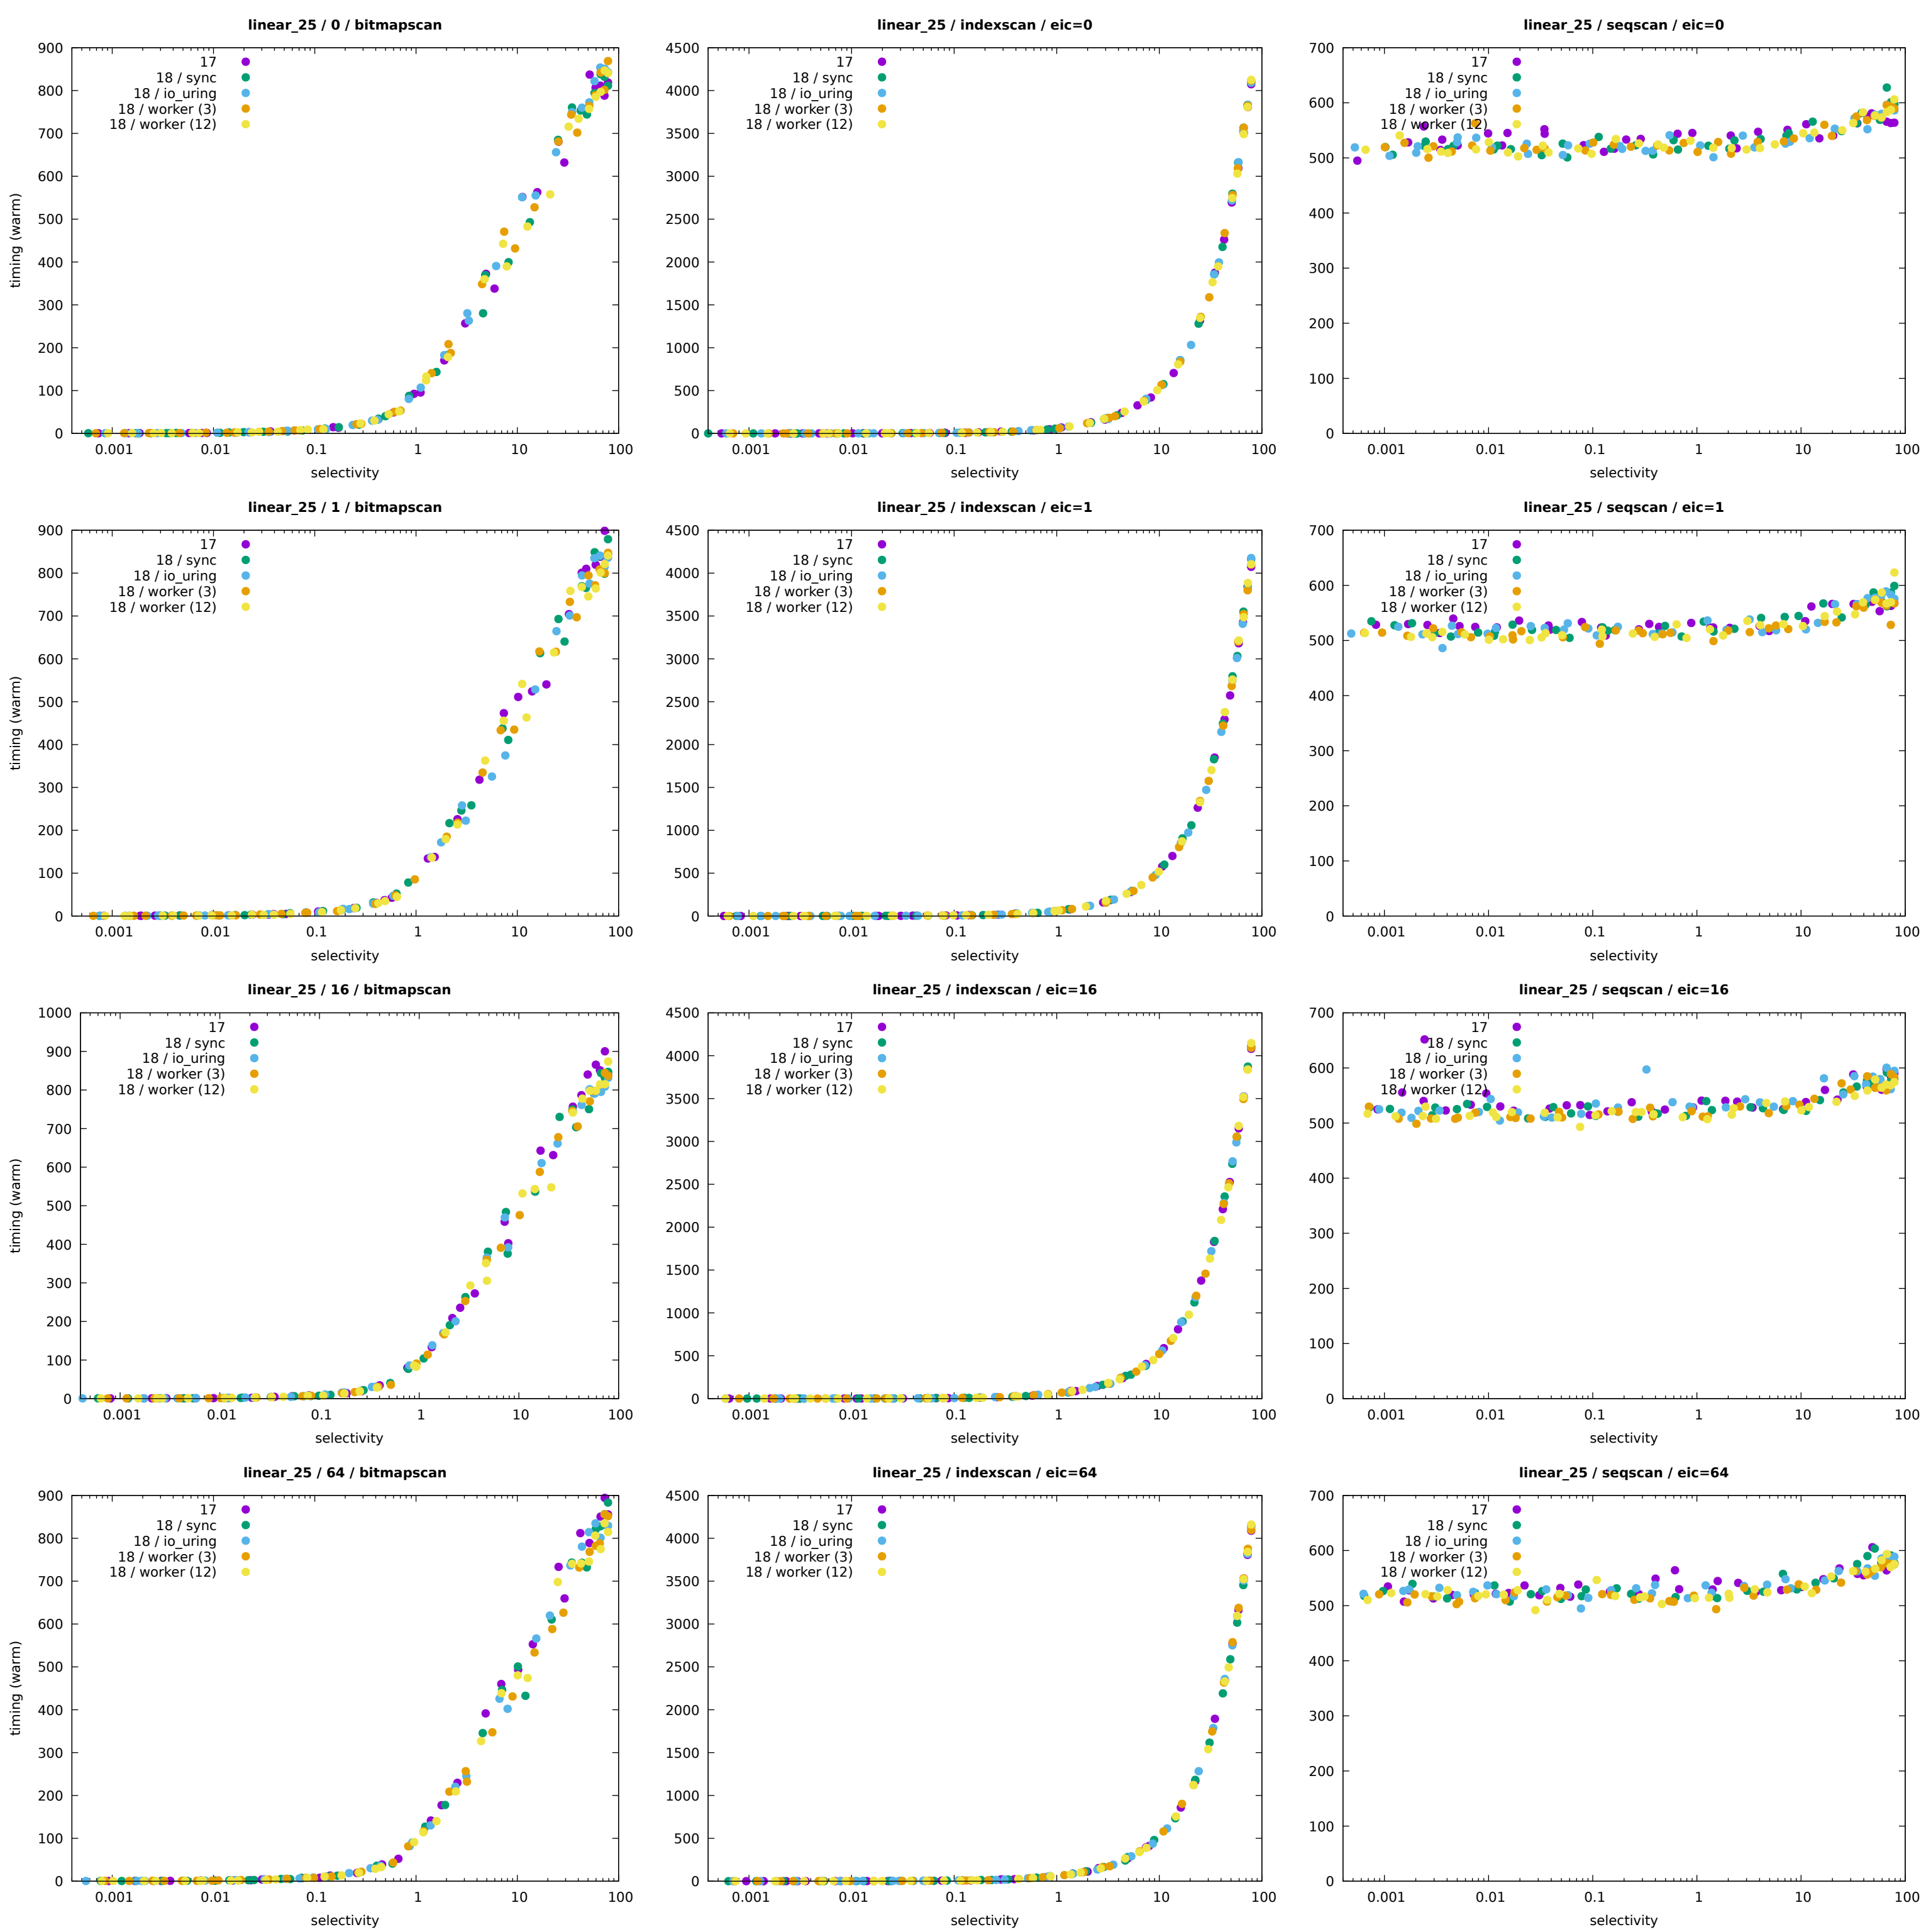 linear_25 / 0 / bitmapscan
900
800
700
600
500
400
300
200
100
0
timing (warm)
17
18 / sync
18 / io_uring
18 / worker (3)
18 / worker (12)
0.001 0.01 0.1 1 10 100
selectivity
linear_25 / indexscan / eic=0
4500
4000
3500
3000
2500
2000
1500
1000
500
0
17
18 / sync
18 / io_uring
18 / worker (3)
18 / worker (12)
0.001 0.01 0.1 1 10 100
selectivity
linear_25 / seqscan / eic=0
700
600
500
400
300
200
100
0
17
18 / sync
18 / io_uring
18 / worker (3)
18 / worker (12)
0.001 0.01 0.1 1 10 100
selectivity
linear_25 / 1 / bitmapscan
900
800
700
600
500
400
300
200
100
0
timing (warm)
17
18 / sync
18 / io_uring
18 / worker (3)
18 / worker (12)
0.001 0.01 0.1 1 10 100
selectivity
linear_25 / indexscan / eic=1
4500
4000
3500
3000
2500
2000
1500
1000
500
0
17
18 / sync
18 / io_uring
18 / worker (3)
18 / worker (12)
0.001 0.01 0.1 1 10 100
selectivity
linear_25 / seqscan / eic=1
700
600
500
400
300
200
100
0
17
18 / sync
18 / io_uring
18 / worker (3)
18 / worker (12)
0.001 0.01 0.1 1 10 100
selectivity
linear_25 / 16 / bitmapscan
1000
900
800
700
600
500
400
300
200
100
0
timing (warm)
17
18 / sync
18 / io_uring
18 / worker (3)
18 / worker (12)
0.001 0.01 0.1 1 10 100
selectivity
linear_25 / indexscan / eic=16
4500
4000
3500
3000
2500
2000
1500
1000
500
0
17
18 / sync
18 / io_uring
18 / worker (3)
18 / worker (12)
0.001 0.01 0.1 1 10 100
selectivity
linear_25 / seqscan / eic=16
700
600
500
400
300
200
100
0
17
18 / sync
18 / io_uring
18 / worker (3)
18 / worker (12)
0.001 0.01 0.1 1 10 100
selectivity
linear_25 / 64 / bitmapscan
900
800
700
600
500
400
300
200
100
0
timing (warm)
17
18 / sync
18 / io_uring
18 / worker (3)
18 / worker (12)
0.001 0.01 0.1 1 10 100
selectivity
linear_25 / indexscan / eic=64
4500
4000
3500
3000
2500
2000
1500
1000
500
0
17
18 / sync
18 / io_uring
18 / worker (3)
18 / worker (12)
0.001 0.01 0.1 1 10 100
selectivity
linear_25 / seqscan / eic=64
700
600
500
400
300
200
100
0
17
18 / sync
18 / io_uring
18 / worker (3)
18 / worker (12)
0.001 0.01 0.1 1 10 100
selectivity